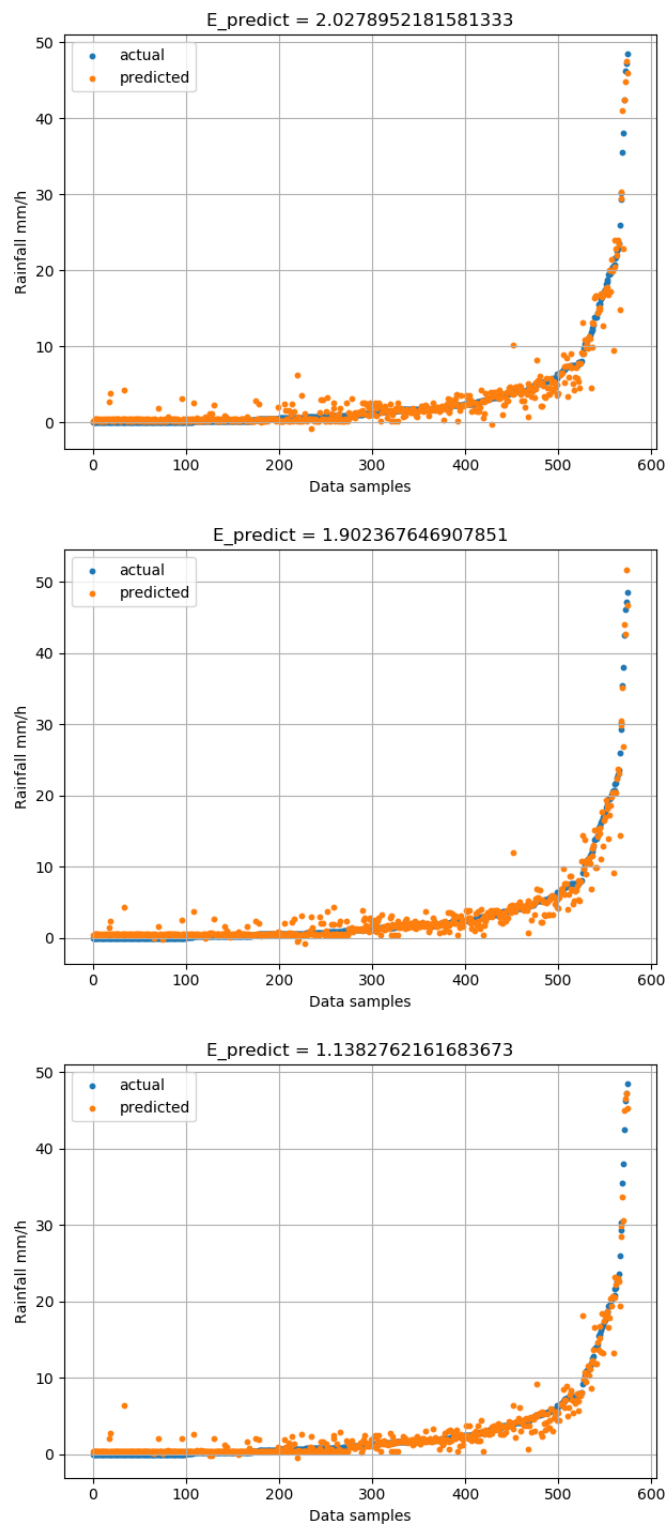 E_predict = 2.0278952181581333
50
actual
predicted
40
30
Rainfall mm/h
20
10
0
0 100 200 300 400 500 600
Data samples
E_predict = 1.902367646907851
actual
50
predicted
40
30
Rainfall mm/h
20
10
0
0 100 200 300 400 500 600
Data samples
E_predict = 1.1382762161683673
50
actual
predicted
40
30
Rainfall mm/h
20
10
0
0 100 200 300 400 500 600
Data samples